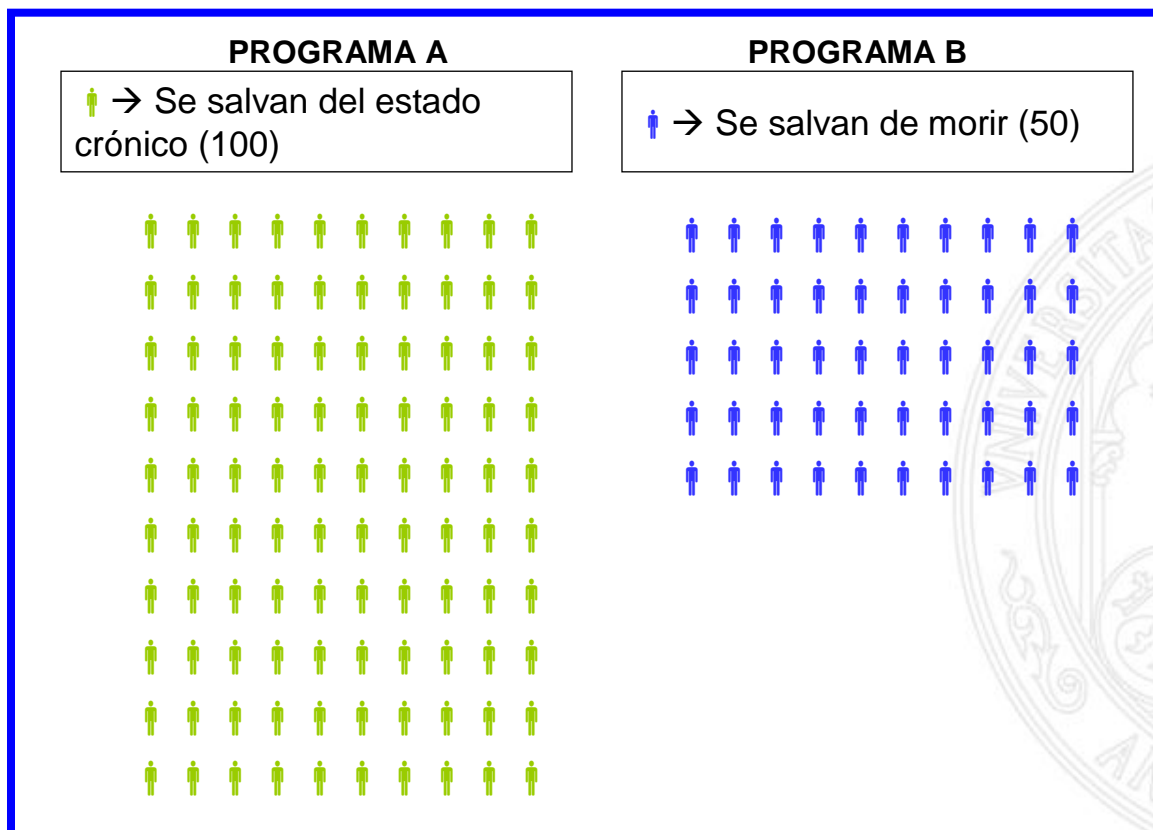 PROGRAMA A
→ Se salvan del estado
crónico (100)
PROGRAMA B
→ Se salvan de morir (50)